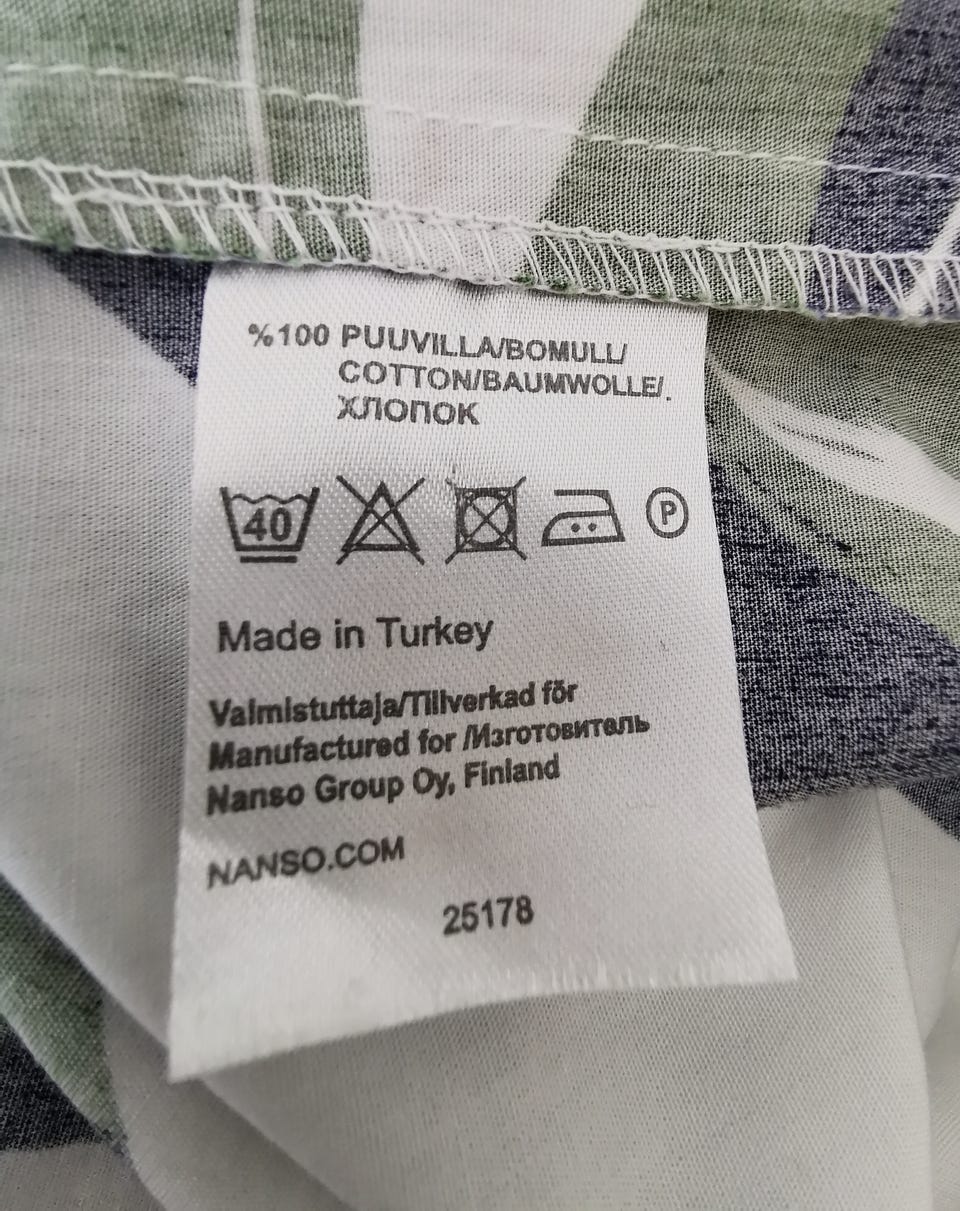 %100 PUUVILLA/BOMULL/
COTTON/BAUMWOLLE/.
ХЛОПОК
40 P
Made in Turkey
Valmistuttaja/Tillverkad för
Manufactured for /Изготовитель
Nanso Group Oy, Finland
NANSO.COM
25178